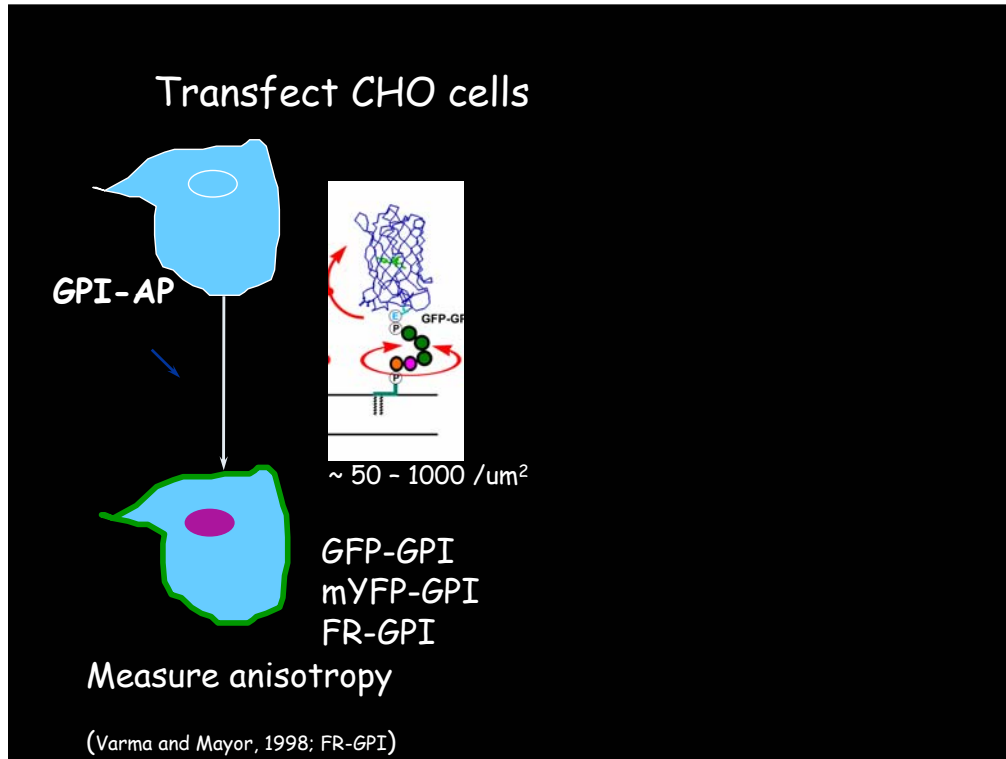 Transfect CHO cells
GPI-AP
E
P
GFP-GP
P
~ 50 – 1000 /um²
GFP-GPI
mYFP-GPI
FR-GPI
Measure anisotropy
(Varma and Mayor, 1998; FR-GPI)